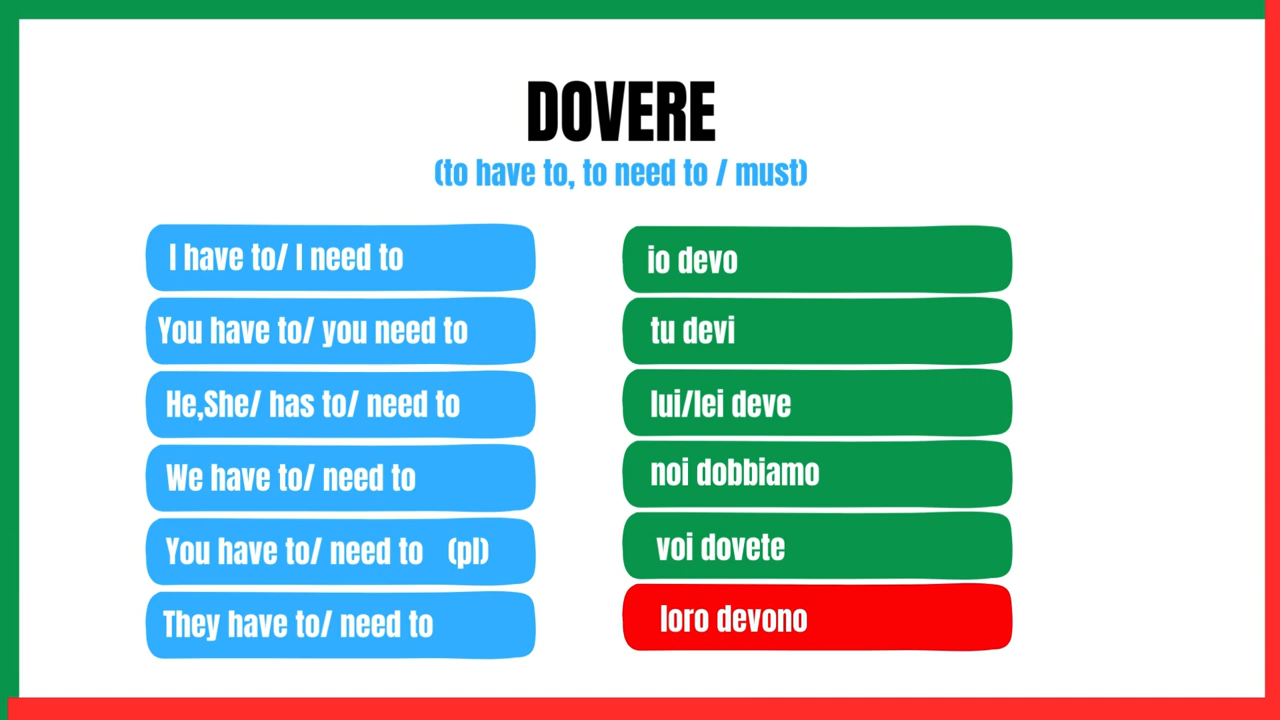 DOVERE
(to have to, to need to / must)
I have to/ I need to
io devo
You have to/ you need to
tu devi
He,She/ has to/ need to
lui/lei deve
We have to/ need to
noi dobbiamo
You have to/ need to (pl)
voi dovete
They have to/ need to
loro devono